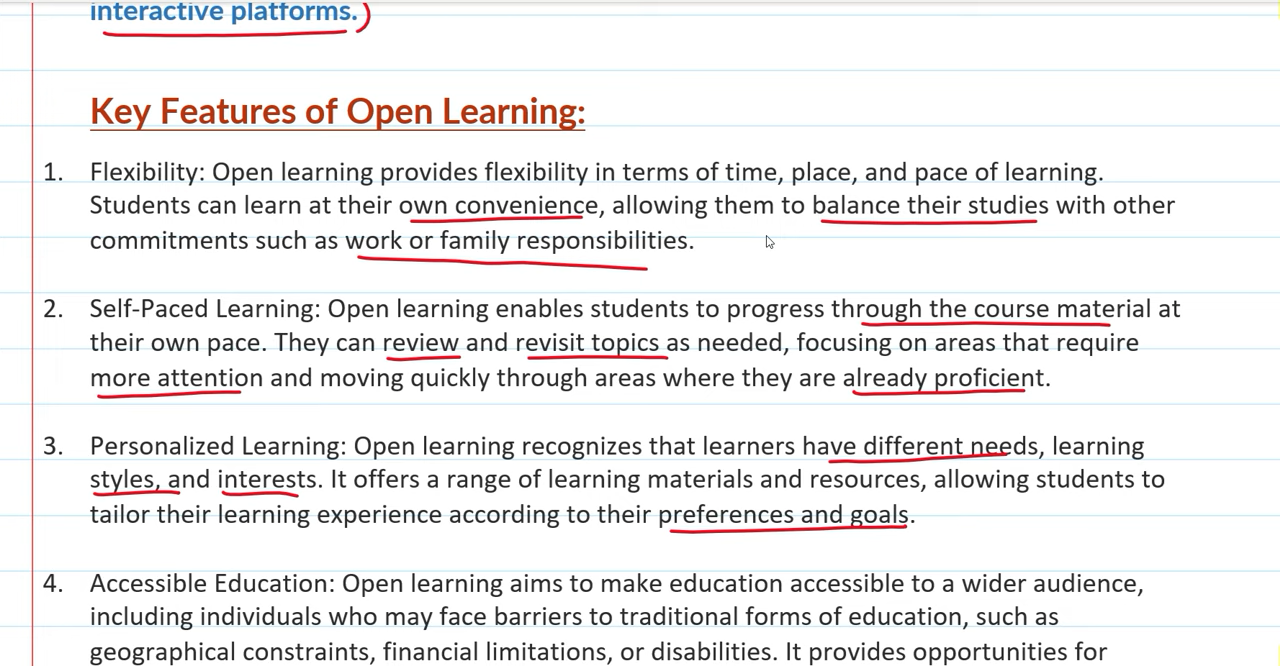 interactive platforms.)
Key Features of Open Learning:
1. Flexibility: Open learning provides flexibility in terms of time, place, and pace of learning.
Students can learn at their own convenience, allowing them to balance their studies with other
commitments such as work or family responsibilities.
2. Self-Paced Learning: Open learning enables students to progress through the course material at
their own pace. They can review and revisit topics as needed, focusing on areas that require
more attention and moving quickly through areas where they are already proficient.
3. Personalized Learning: Open learning recognizes that learners have different needs, learning
styles, and interests. It offers a range of learning materials and resources, allowing students to
tailor their learning experience according to their preferences and goals.
4. Accessible Education: Open learning aims to make education accessible to a wider audience,
including individuals who may face barriers to traditional forms of education, such as
geographical constraints, financial limitations, or disabilities. It provides opportunities for